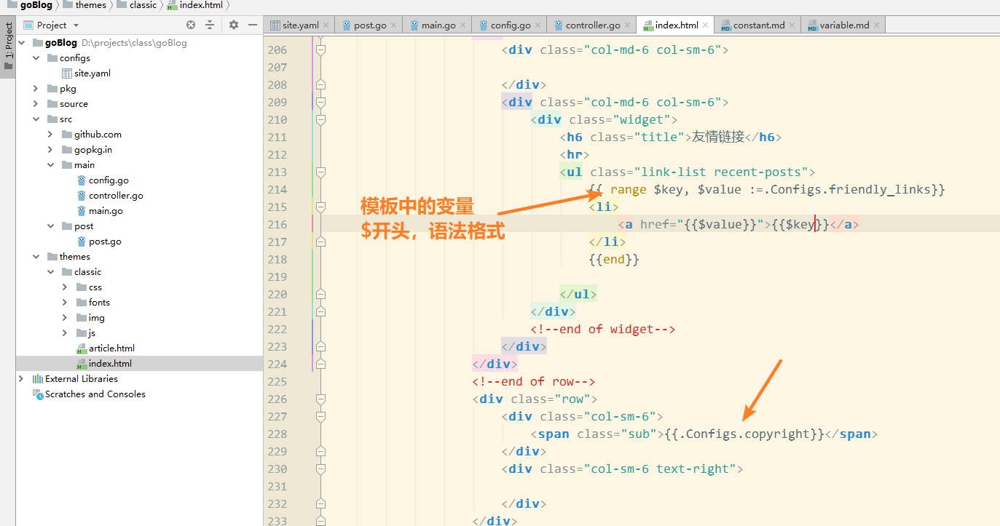 goBlog themes classic index.html
Project
site.yaml post.go main.go config.go controller.go index.html constant.md variable.md
1: Project
goBlog D:\projects\class\goBlog
configs
site.yaml
pkg
source
src
github.com
gopkg.in
main
config.go
controller.go
main.go
post
post.go
themes
classic
css
fonts
img
js
article.html
index.html
External Libraries
Scratches and Consoles
206 <div class="col-md-6 col-sm-6">
207
208 </div>
209 <div class="col-md-6 col-sm-6">
210 <div class="widget">
211 <h6 class="title">友情链接</h6>
212 <hr>
213 <ul class="link-list recent-posts">
214 {{ range $key, $value :=.Configs.friendly_links}}
215 <li>
216 <a href="{{$value}}">{{$key}}</a>
217 </li>
218 {{end}}
219
220 </ul>
221 </div>
222 <!--end of widget-->
223 </div>
224 </div>
225 <!--end of row-->
226 <div class="row">
227 <div class="col-sm-6">
228 <span class="sub">{{.Configs.copyright}}</span>
229 </div>
230 <div class="col-sm-6 text-right">
231
232 </div>
233 </div>
模板中的变量
$开头，语法格式